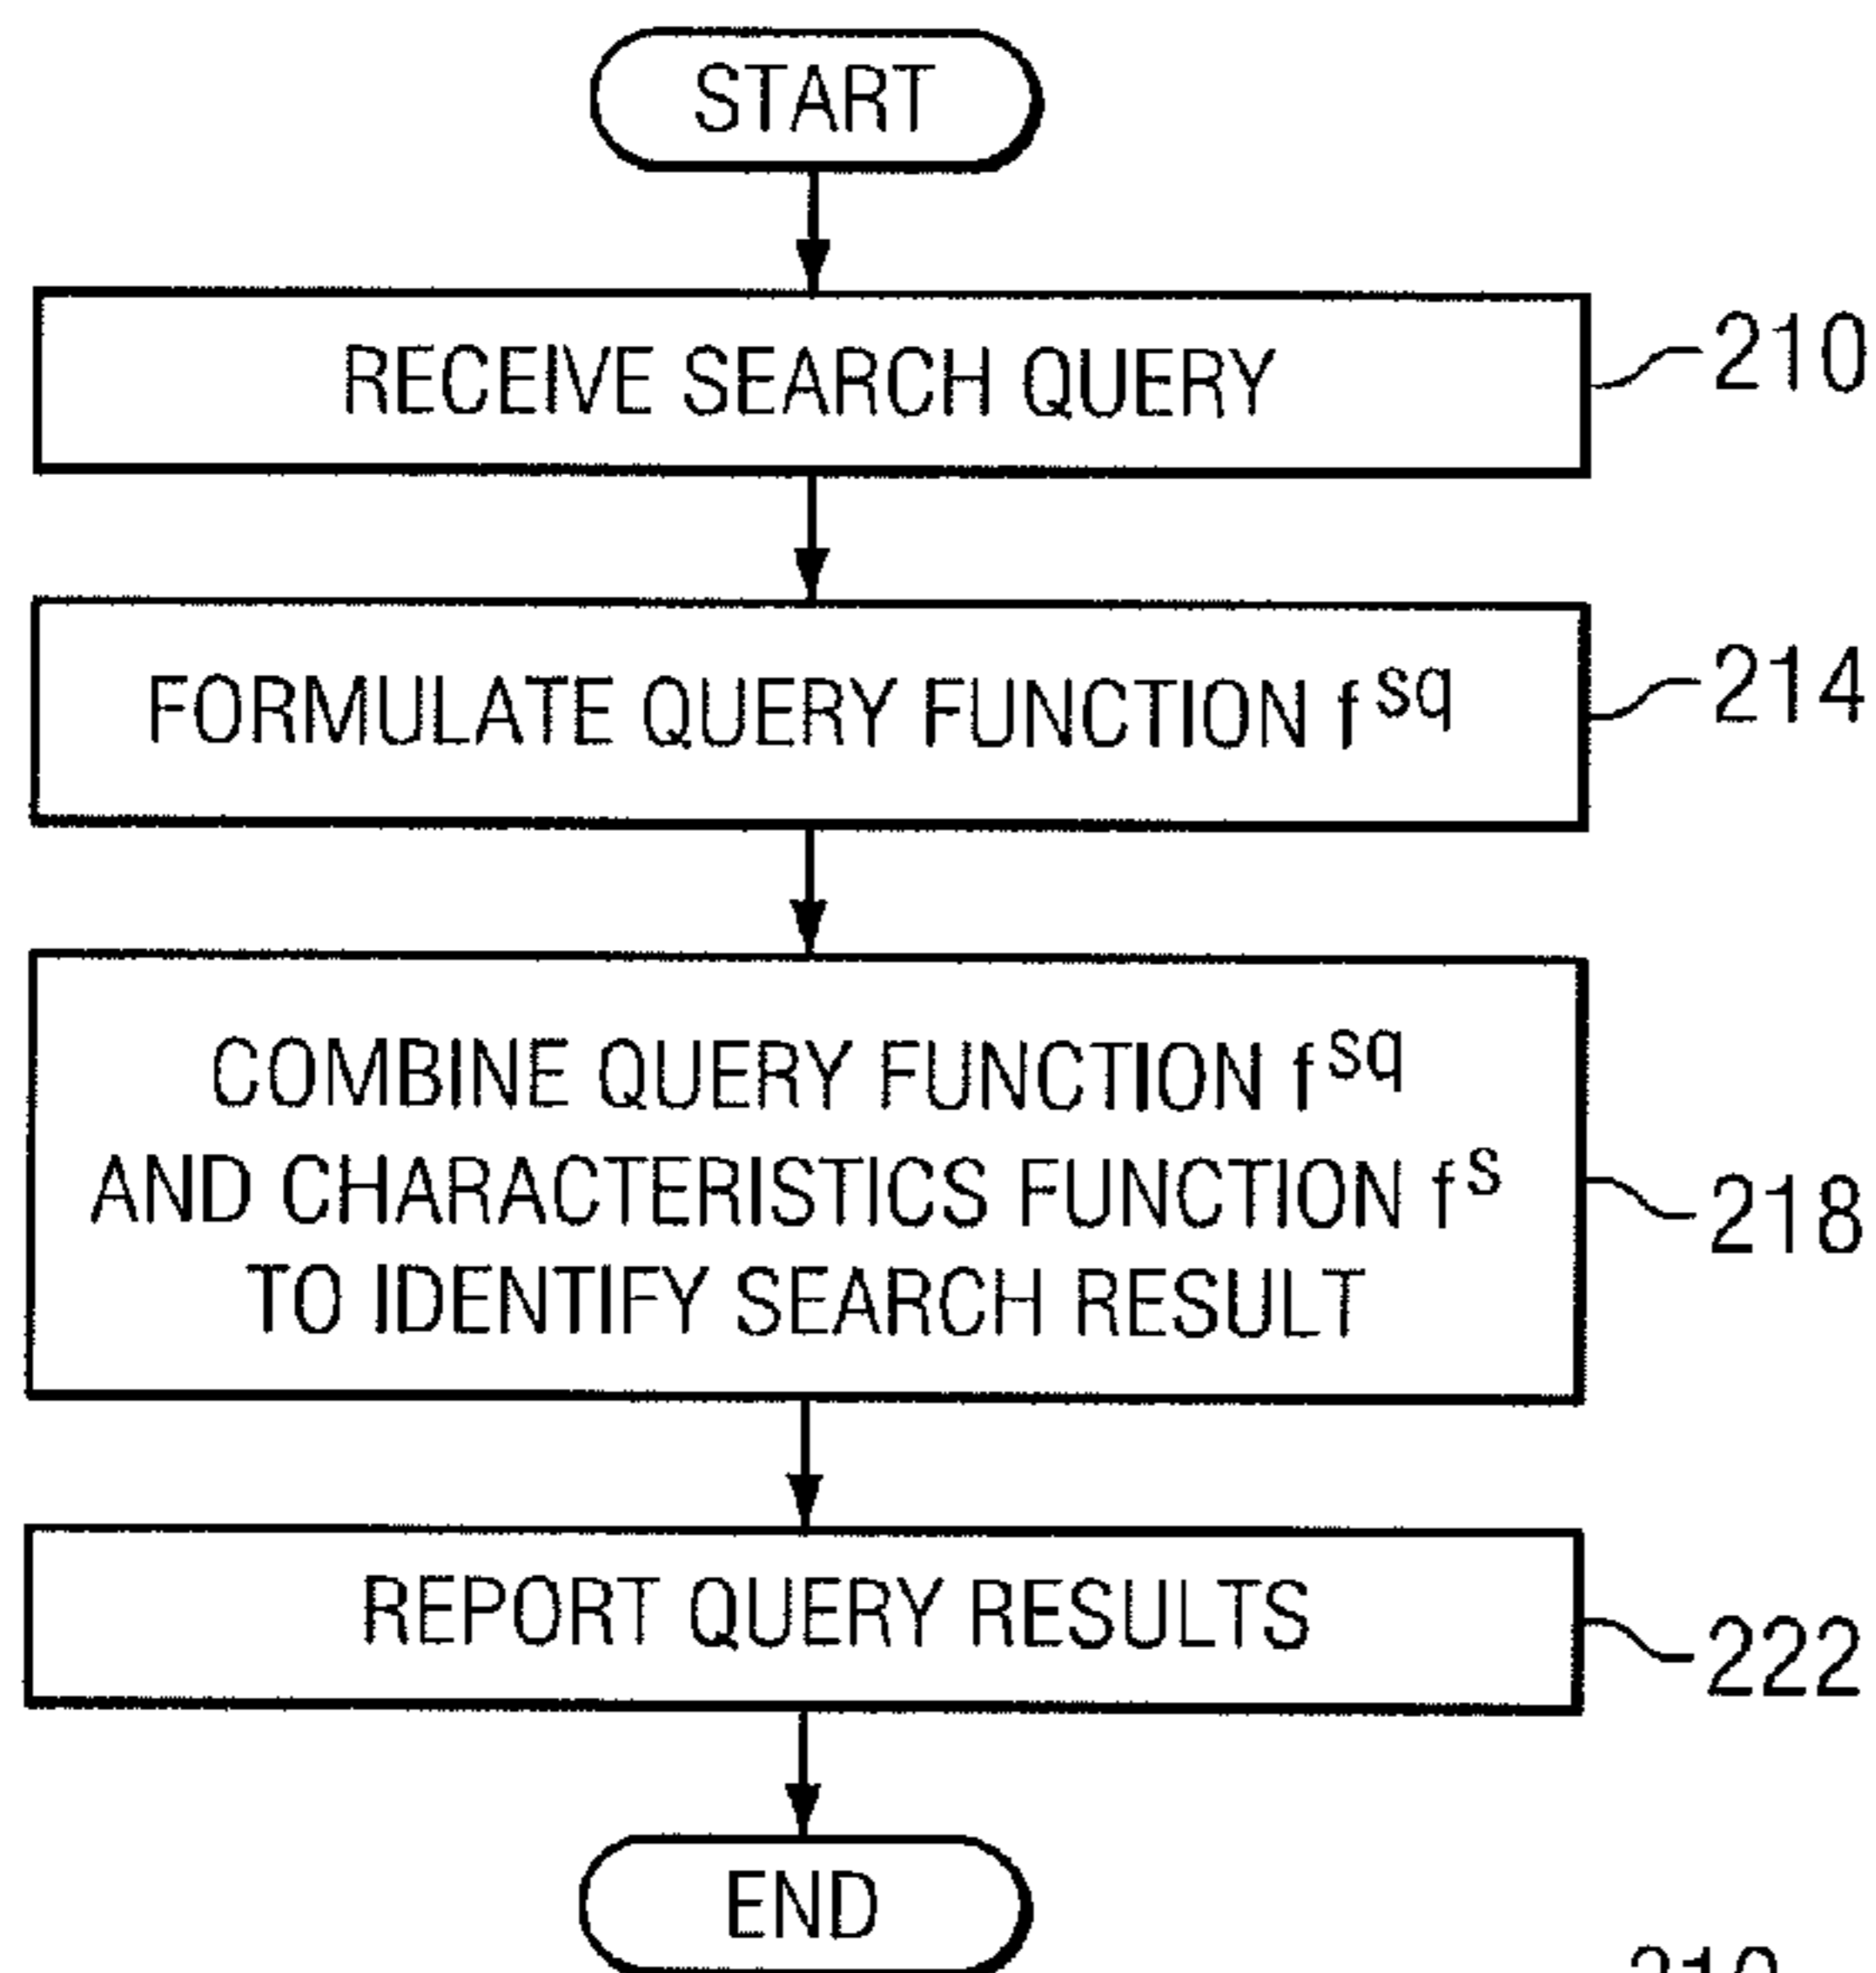 START
RECEIVE SEARCH QUERY
210
FORMULATE QUERY FUNCTION f^sq
214
COMBINE QUERY FUNCTION f^sq
AND CHARACTERISTICS FUNCTION f^s
TO IDENTIFY SEARCH RESULT
218
REPORT QUERY RESULTS
222
END